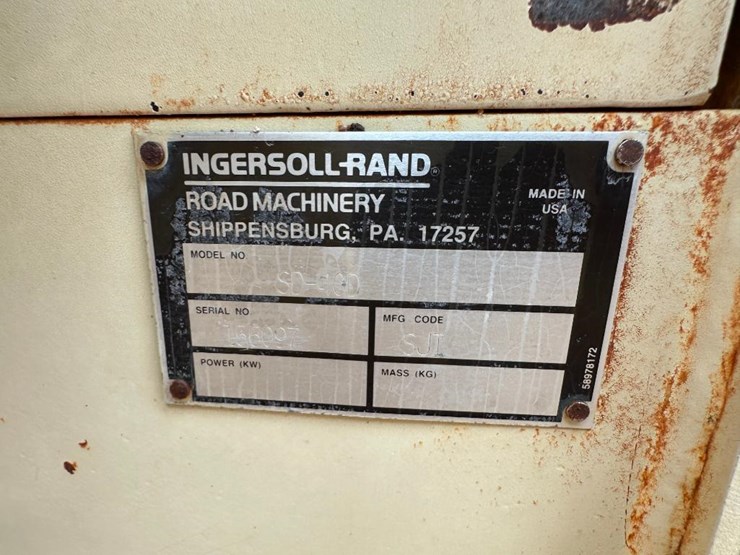 INGERSOLL-RAND®
ROAD MACHINERY
MADE IN
USA
SHIPPENSBURG, PA. 17257
MODEL NO
SERIAL NO
MFG CODE
SJI
POWER (KW)
MASS (KG)
58978172